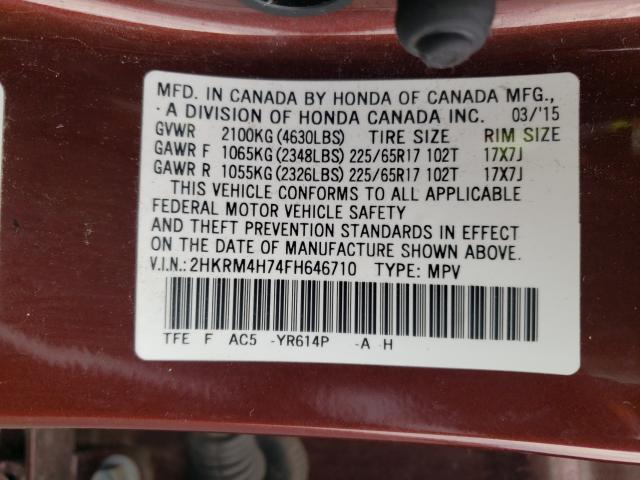 MFD. IN CANADA BY HONDA OF CANADA MFG.,
A DIVISION OF HONDA CANADA INC. 03/'15
GVWR 2100KG (4630LBS) TIRE SIZE RIM SIZE
GAWR F 1065KG (2348LBS) 225/65R17 102T 17X7J
GAWR R 1055KG (2326LBS) 225/65R17 102T 17X7J
THIS VEHICLE CONFORMS TO ALL APPLICABLE
FEDERAL MOTOR VEHICLE SAFETY
AND THEFT PREVENTION STANDARDS IN EFFECT
ON THE DATE OF MANUFACTURE SHOWN ABOVE.
V.I.N.: 2HKRM4H74FH646710 TYPE: MPV
TFE F AC5 -YR614P -A H